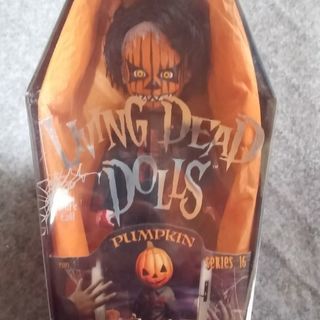 LIVING DEAD
DOLLS
PUMPKIN
series 16